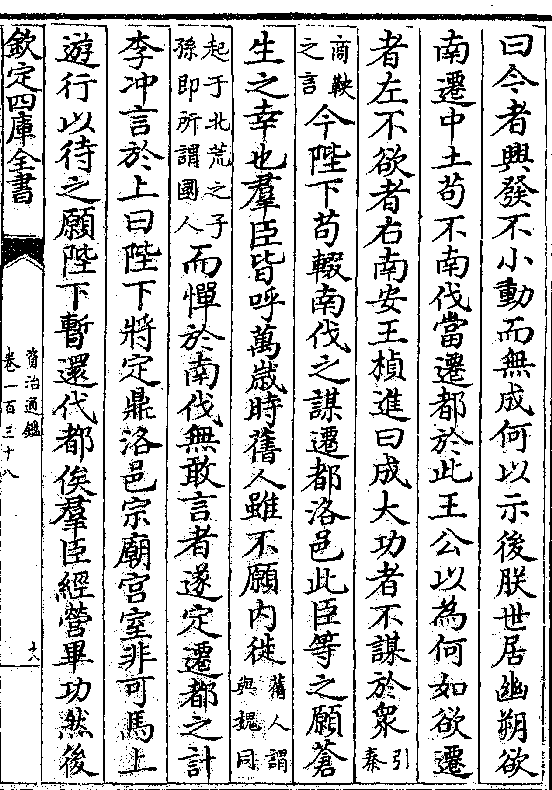 曰今者興發不小動而無成何以示後朕世居幽朔欲
南遷中土苟不南伐當遷都於此王公以為何如欲遷
者左不欲者右南安王楨進曰成大功者不謀於衆引秦
商鞅之言今陛下苟輟南伐之謀遷都洛邑此臣等之願蒼
生之幸也羣臣皆呼萬歳時舊人雖不願内徙舊人謂與魏同
起于北荒之子孫即所謂國人而憚於南伐無敢言者遂定遷都之計
李冲言於上曰陛下將定鼎洛邑宗廟宫室非可馬上
遊行以待之願陛下暫還代都俟羣臣經營畢功然後
欽定四庫全書
資治通鑑
卷一百三十八
十八